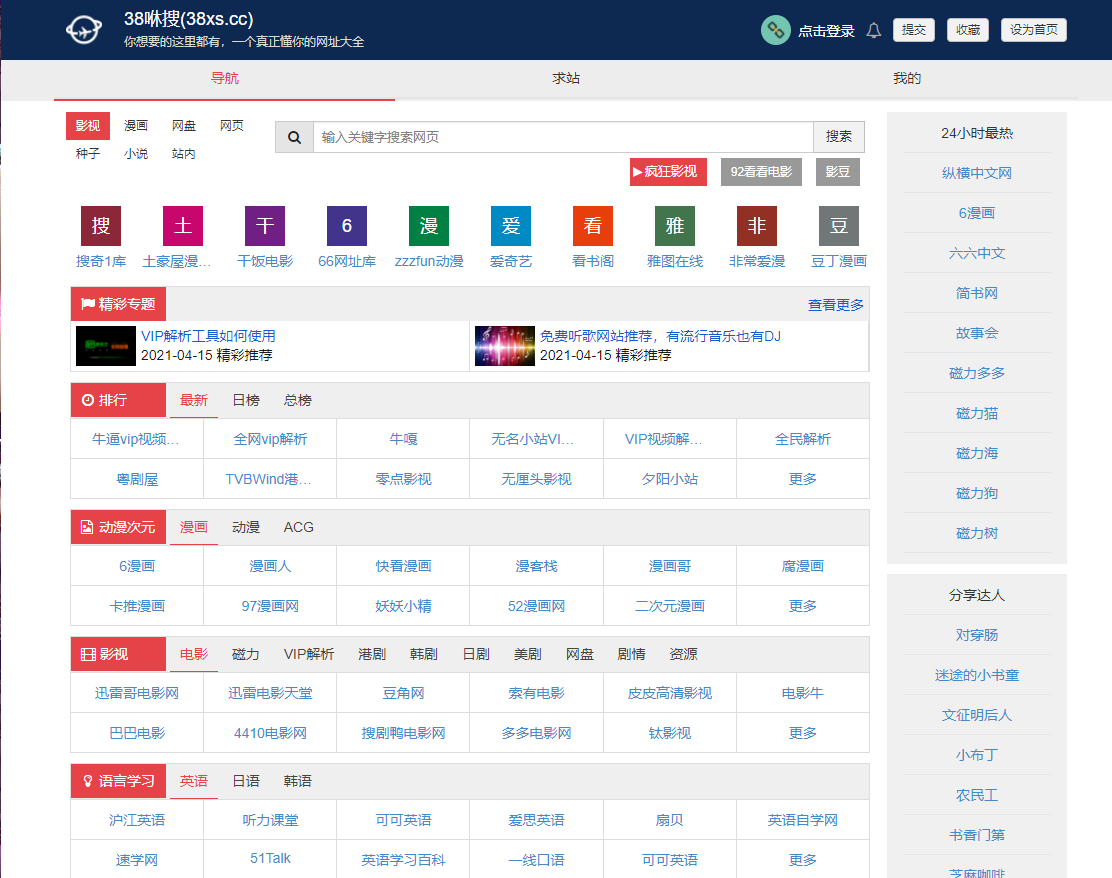 38咻搜(38xs.cc)
你想要的这里都有，一个真正懂你的网址大全
点击登录 提交 收藏 设为首页
导航 求站 我的
影视 漫画 网盘 网页
种子 小说 站内
输入关键字搜索网页 搜索
疯狂影视 92看看电影 影豆
搜 土 干 6 漫 爱 看 雅 非 豆
搜奇1库 土豪屋漫... 干饭电影 66网址库 zzzfun动漫 爱奇艺 看书阁 雅图在线 非常爱漫 豆丁漫画
精彩专题 查看更多
VIP解析工具如何使用
2021-04-15 精彩推荐
免费听歌网站推荐，有流行音乐也有DJ
2021-04-15 精彩推荐
排行 最新 日榜 总榜
牛逼vip视频... 全网vip解析 牛嘎 无名小站VI... VIP视频解... 全民解析
粤剧屋 TVBWind港... 零点影视 无厘头影视 夕阳小站 更多
动漫次元 漫画 动漫 ACG
6漫画 漫画人 快看漫画 漫客栈 漫画哥 腐漫画
卡推漫画 97漫画网 妖妖小精 52漫画网 二次元漫画 更多
影视 电影 磁力 VIP解析 港剧 韩剧 日剧 美剧 网盘 剧情 资源
迅雷哥电影网 迅雷电影天堂 豆角网 索有电影 皮皮高清影视 电影牛
巴巴电影 4410电影网 搜剧鸭电影网 多多电影网 钛影视 更多
语言学习 英语 日语 韩语
沪江英语 听力课堂 可可英语 爱思英语 扇贝 英语自学网
速学网 51Talk 英语学习百科 一线口语 可可英语 更多
24小时最热
纵横中文网
6漫画
六六中文
简书网
故事会
磁力多多
磁力猫
磁力海
磁力狗
磁力树
分享达人
对穿肠
迷途的小书童
文征明后人
小布丁
农民工
书香门第
芝麻咖啡